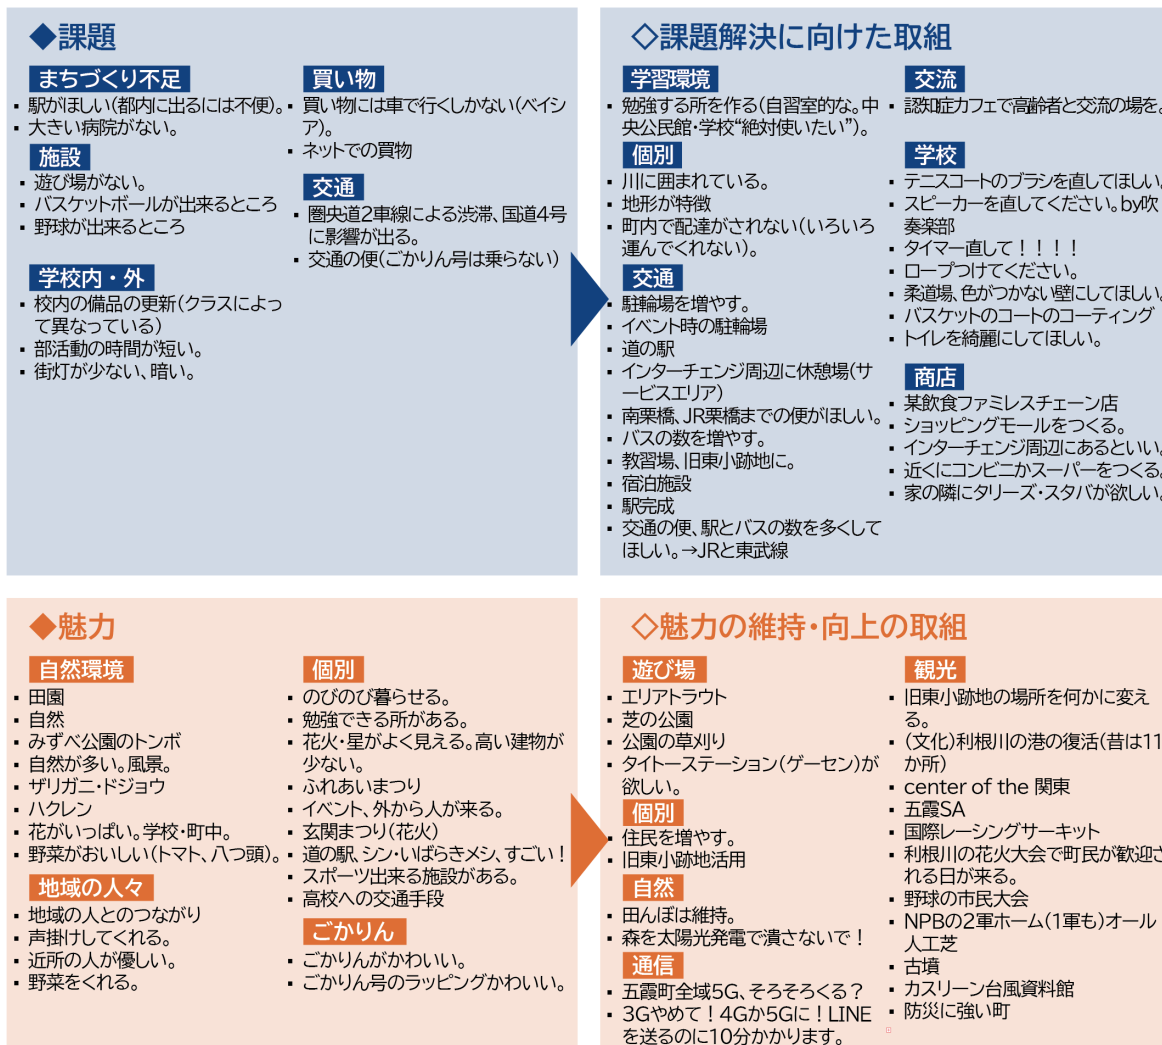 ◆課題
まちづくり不足
▪ 駅がほしい(都内に出るには不便)。
▪ 大きい病院がない。
施設
▪ 遊び場がない。
▪ バスケットボールが出来るところ
▪ 野球が出来るところ
学校内・外
▪ 校内の備品の更新(クラスによっ
て異なっている)
▪ 部活動の時間が短い。
▪ 街灯が少ない、暗い。
買い物
▪ 買い物には車で行くしかない(ベイシ
ア)。
▪ ネットでの買物
交通
▪ 圏央道2車線による渋滞、国道4号
に影響が出る。
▪ 交通の便(ごかりん号は乗らない)
◇課題解決に向けた取組
学習環境
▪ 勉強する所を作る(自習室的な。中
央公民館・学校“絶対使いたい”)。
個別
▪ 川に囲まれている。
▪ 地形が特徴
▪ 町内で配達がされない(いろいろ
運んでくれない)。
交通
▪ 駐輪場を増やす。
▪ イベント時の駐輪場
▪ 道の駅
▪ インターチェンジ周辺に休憩場(サ
ービスエリア)
▪ 南栗橋、JR栗橋までの便がほしい。
▪ バスの数を増やす。
▪ 教習場、旧東小跡地に。
▪ 宿泊施設
▪ 駅完成
▪ 交通の便、駅とバスの数を多くして
ほしい。→JRと東武線
交流
▪ 認知症カフェで高齢者と交流の場を。
学校
▪ テニスコートのブラシを直してほしい。
▪ スピーカーを直してください。by吹
奏楽部
▪ タイマー直して！！！！
▪ ロープつけてください。
▪ 柔道場、色がつかない壁にしてほしい。
▪ バスケットのコートのコーティング
▪ トイレを綺麗にしてほしい。
商店
▪ 某飲食ファミレスチェーン店
▪ ショッピングモールをつくる。
▪ インターチェンジ周辺にあるといい。
▪ 近くにコンビニかスーパーをつくる。
▪ 家の隣にタリーズ・スタバが欲しい。
◆魅力
自然環境
▪ 田園
▪ 自然
▪ みずべ公園のトンボ
▪ 自然が多い。風景。
▪ ザリガニ・ドジョウ
▪ ハクレン
▪ 花がいっぱい。学校・町中。
▪ 野菜がおいしい(トマト、八つ頭)。
地域の人々
▪ 地域の人とのつながり
▪ 声掛けしてくれる。
▪ 近所の人が優しい。
▪ 野菜をくれる。
個別
▪ のびのび暮らせる。
▪ 勉強できる所がある。
▪ 花火・星がよく見える。高い建物が
少ない。
▪ ふれあいまつり
▪ イベント、外から人が来る。
▪ 玄関まつり(花火)
▪ 道の駅、シン・いばらきメシ、すごい！
▪ スポーツ出来る施設がある。
▪ 高校への交通手段
ごかりん
▪ ごかりんがかわいい。
▪ ごかりん号のラッピングかわいい。
◇魅力の維持・向上の取組
遊び場
▪ エリアトラウト
▪ 芝の公園
▪ 公園の草刈り
▪ タイトーステーション(ゲーセン)が
欲しい。
個別
▪ 住民を増やす。
▪ 旧東小跡地活用
自然
▪ 田んぼは維持。
▪ 森を太陽光発電で潰さないで！
通信
▪ 五霞町全域5G、そろそろくる？
▪ 3Gやめて！4Gか5Gに！LINE
を送るのに10分かかります。
観光
▪ 旧東小跡地の場所を何かに変え
る。
▪ (文化)利根川の港の復活(昔は11
か所)
▪ center of the 関東
▪ 五霞SA
▪ 国際レーシングサーキット
▪ 利根川の花火大会で町民が歓迎さ
れる日が来る。
▪ 野球の市民大会
▪ NPBの2軍ホーム(1軍も)オール
人工芝
▪ 古墳
▪ カスリーン台風資料館
▪ 防災に強い町